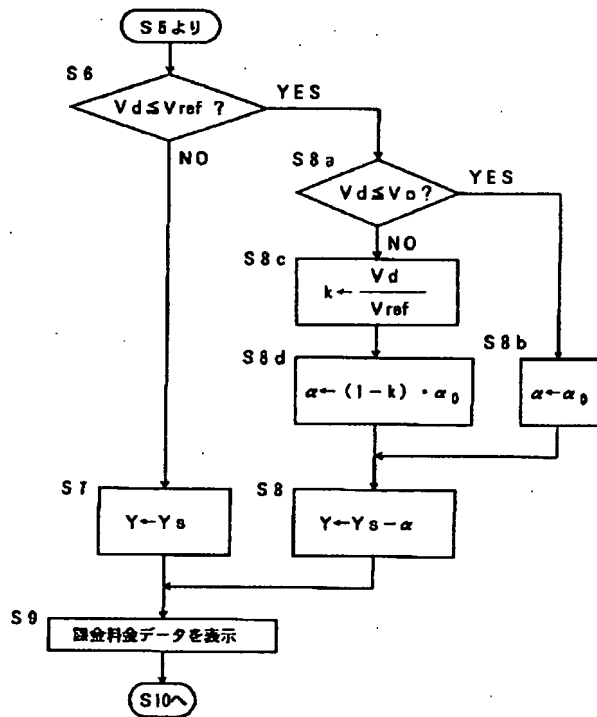 S5より
S6
Vd≦Vref ?
YES
NO
S8a
Vd≦VD?
YES
NO
S8c
k← Vd
Vref
S8d
α←(1-k)・α0
S8b
α←α0
S7
Y←Ys
S8
Y←Ys-α
S9
課金料金データを表示
S10へ